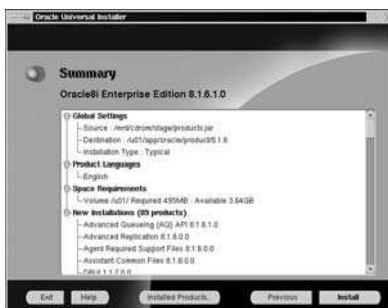 Oracle Universal Installer
Summary
Oracle8i Enterprise Edition 8.1.6.1.0
Global Settings
Source : /mnt/cdrom/stage/products.jar
Destination : /u01/app/oracle/product/8.1.6
Installation Type : Typical
Product Languages
English
Space Requirements
Volume /u01/ Required 495MB : Available 3.64GB
New Installations (89 products)
Advanced Queueing (AQ) API 8.1.6.1.0
Advanced Replication 8.1.6.0.0
Agent Required Support Files 8.1.6.0.0
Assistant Common Files 8.1.6.0.0
Exit Help Installed Products... Previous Install